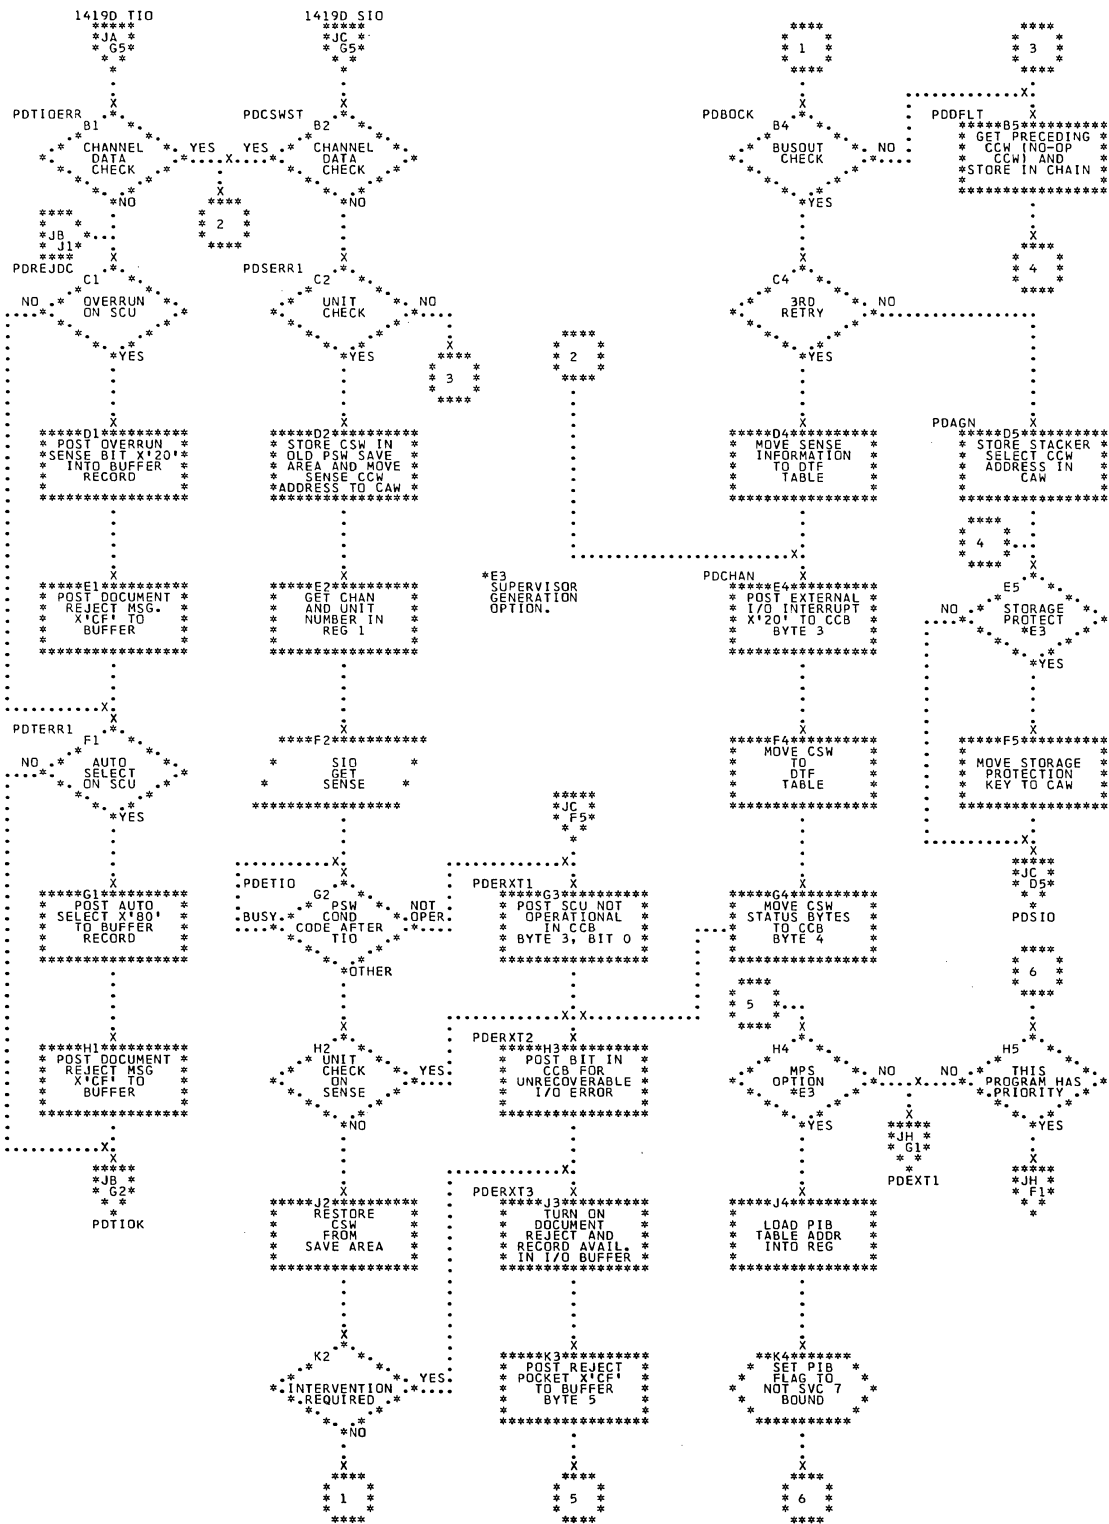 1419D TIO
JA
G5
PDTIOERR
B1
CHANNEL
DATA
CHECK
YES
NO
2
JB
J1
PDREJDC
C1
OVERRUN
ON SCU
NO
YES
D1
POST OVERRUN
SENSE BIT X'20'
INTO BUFFER
RECORD
E1
POST DOCUMENT
REJECT MSG.
X'CF' TO
BUFFER
PDTERR1
F1
AUTO
SELECT
ON SCU
NO
YES
G1
POST AUTO
SELECT X'80'
TO BUFFER
RECORD
H1
POST DOCUMENT
REJECT MSG
X'CF' TO
BUFFER
JB
G2
PDTIOK
1419D SIO
JC
G5
PDCSWST
B2
CHANNEL
DATA
CHECK
YES
NO
PDSERR1
C2
UNIT
CHECK
NO
YES
3
D2
STORE CSW IN
OLD PSW SAVE
AREA AND MOVE
SENSE CCW
ADDRESS TO CAW
E2
GET CHAN
AND UNIT
NUMBER IN
REG 1
F2
SIO
GET
SENSE
PDETIO
G2
PSW
COND
CODE AFTER
TIO
BUSY
NOT
OPER
OTHER
H2
UNIT
CHECK
ON
SENSE
YES
NO
J2
RESTORE
CSW
FROM
SAVE AREA
K2
INTERVENTION
REQUIRED
YES
NO
1
2
*E3
SUPERVISOR
GENERATION
OPTION.
JC
F5
PDERXT1
G3
POST SCU NOT
OPERATIONAL
IN CCB
BYTE 3, BIT 0
PDERXT2
H3
POST BIT IN
CCB FOR
UNRECOVERABLE
I/O ERROR
PDERXT3
J3
TURN ON
DOCUMENT
REJECT AND
RECORD AVAIL.
IN I/O BUFFER
K3
POST REJECT
POCKET X'CF'
TO BUFFER
BYTE 5
5
1
PDBOCK
B4
BUSOUT
CHECK
NO
YES
C4
3RD
RETRY
NO
YES
D4
MOVE SENSE
INFORMATION
TO DTF
TABLE
PDCHAN
E4
POST EXTERNAL
I/O INTERRUPT
X'20' TO CCB
BYTE 3
F4
MOVE CSW
TO
DTF
TABLE
G4
MOVE CSW
STATUS BYTES
TO CCB
BYTE 4
5
H4
MPS
OPTION
*E3
NO
YES
JH
G1
PDEXT1
J4
LOAD PIB
TABLE ADDR
INTO REG
K4
SET PIB
FLAG TO
NOT SVC 7
BOUND
6
3
PDDFLT
B5
GET PRECEDING
CCW (NO-OP
CCW) AND
STORE IN CHAIN
4
PDAGN
D5
STORE STACKER
SELECT CCW
ADDRESS IN
CAW
4
E5
STORAGE
PROTECT
*E3
NO
YES
F5
MOVE STORAGE
PROTECTION
KEY TO CAW
JC
D5
PDSIO
6
H5
THIS
PROGRAM HAS
PRIORITY
NO
YES
JH
F1